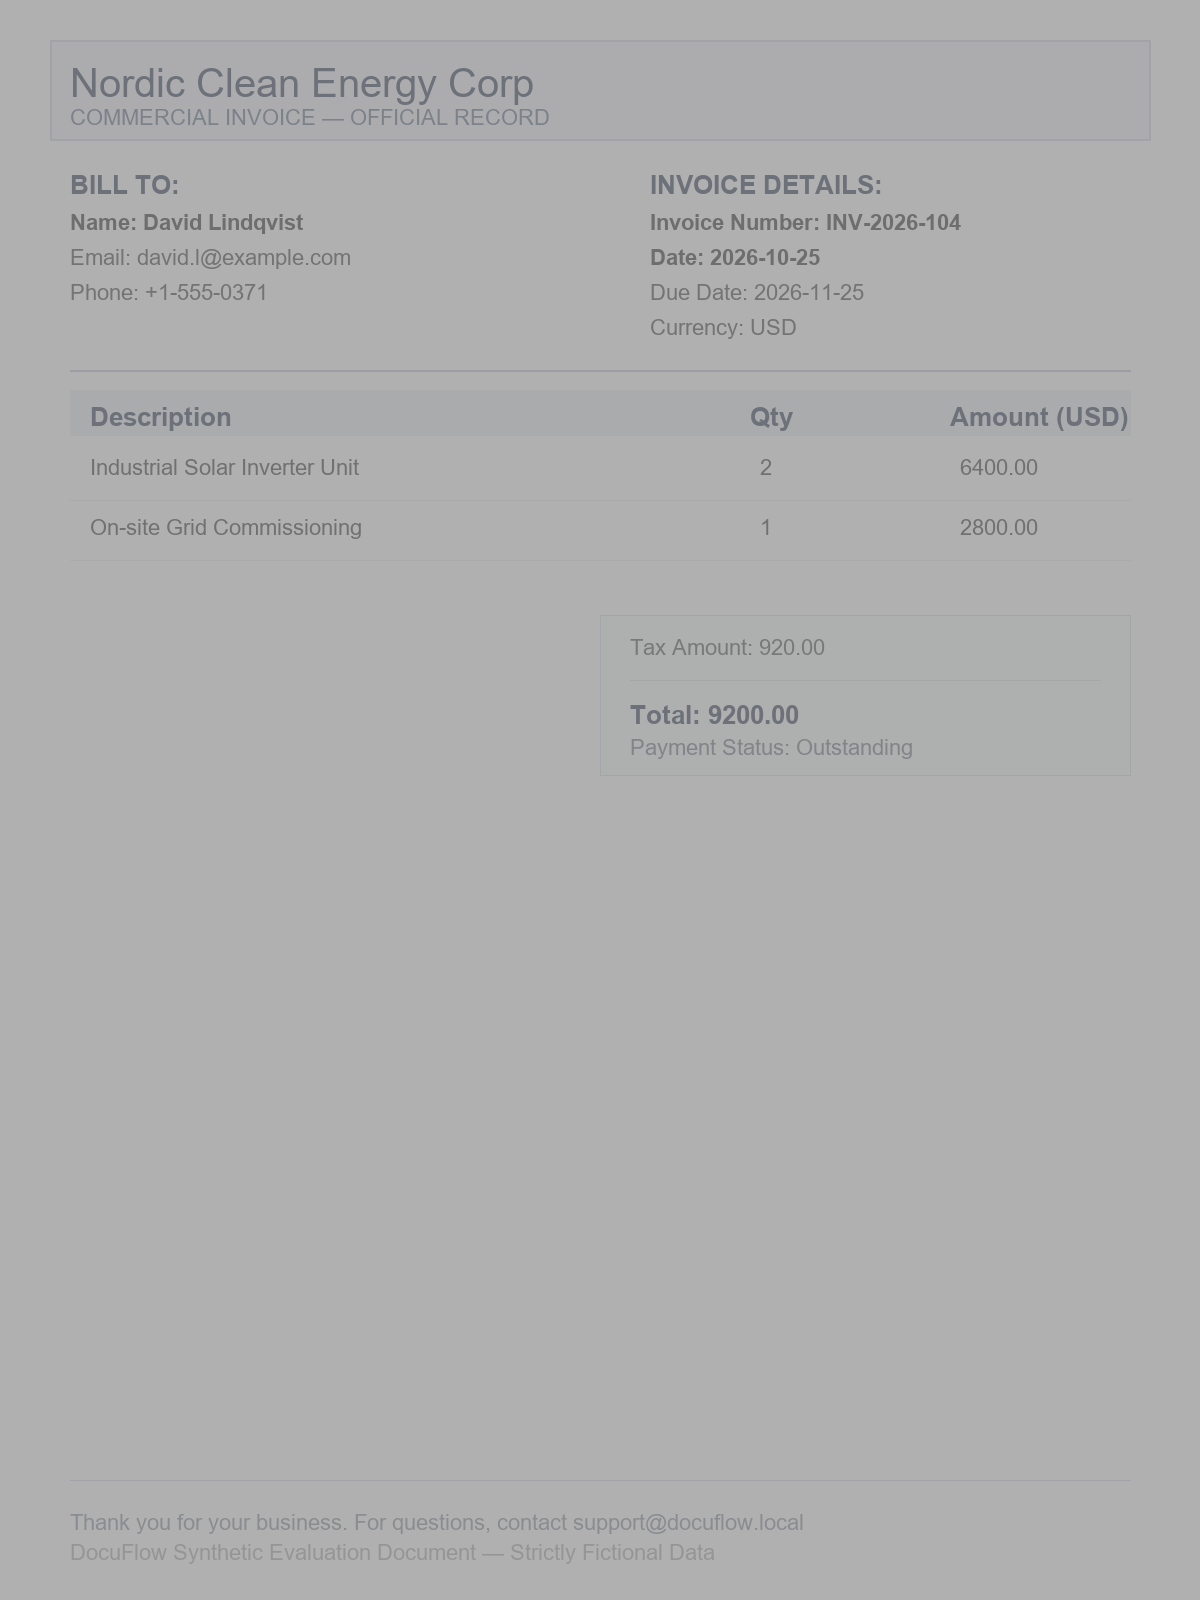 Nordic Clean Energy Corp
COMMERCIAL INVOICE — OFFICIAL RECORD
BILL TO:
Name: David Lindqvist
Email: david.l@example.com
Phone: +1-555-0371
INVOICE DETAILS:
Invoice Number: INV-2026-104
Date: 2026-10-25
Due Date: 2026-11-25
Currency: USD
Description Qty Amount (USD)
Industrial Solar Inverter Unit 2 6400.00
On-site Grid Commissioning 1 2800.00
Tax Amount: 920.00
Total: 9200.00
Payment Status: Outstanding
Thank you for your business. For questions, contact support@docuflow.local
DocuFlow Synthetic Evaluation Document — Strictly Fictional Data